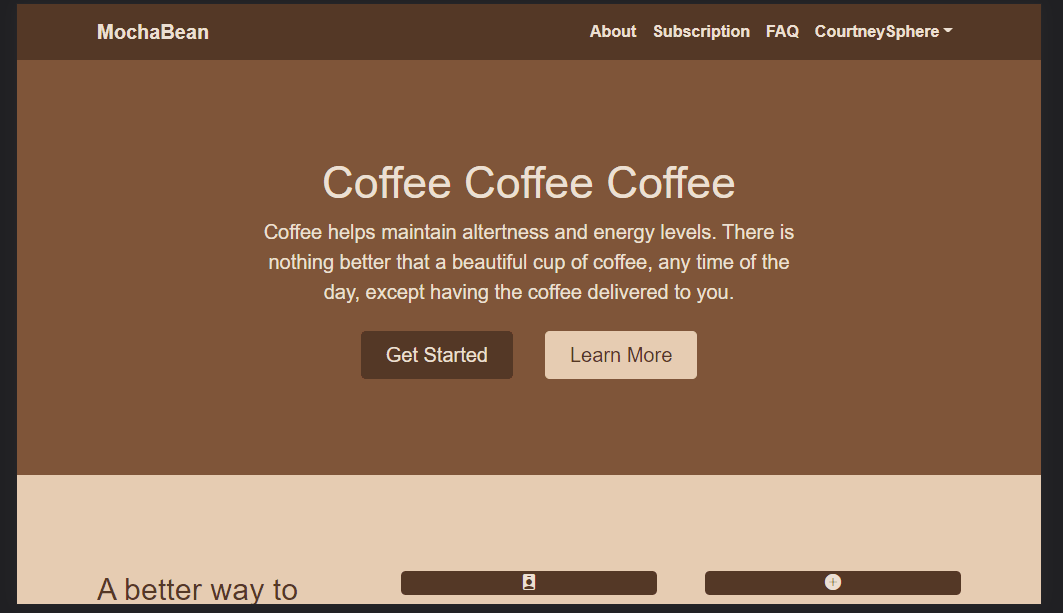 MochaBean
About Subscription FAQ CourtneySphere
Coffee Coffee Coffee
Coffee helps maintain altertness and energy levels. There is
nothing better that a beautiful cup of coffee, any time of the
day, except having the coffee delivered to you.
Get Started
Learn More
A better way to